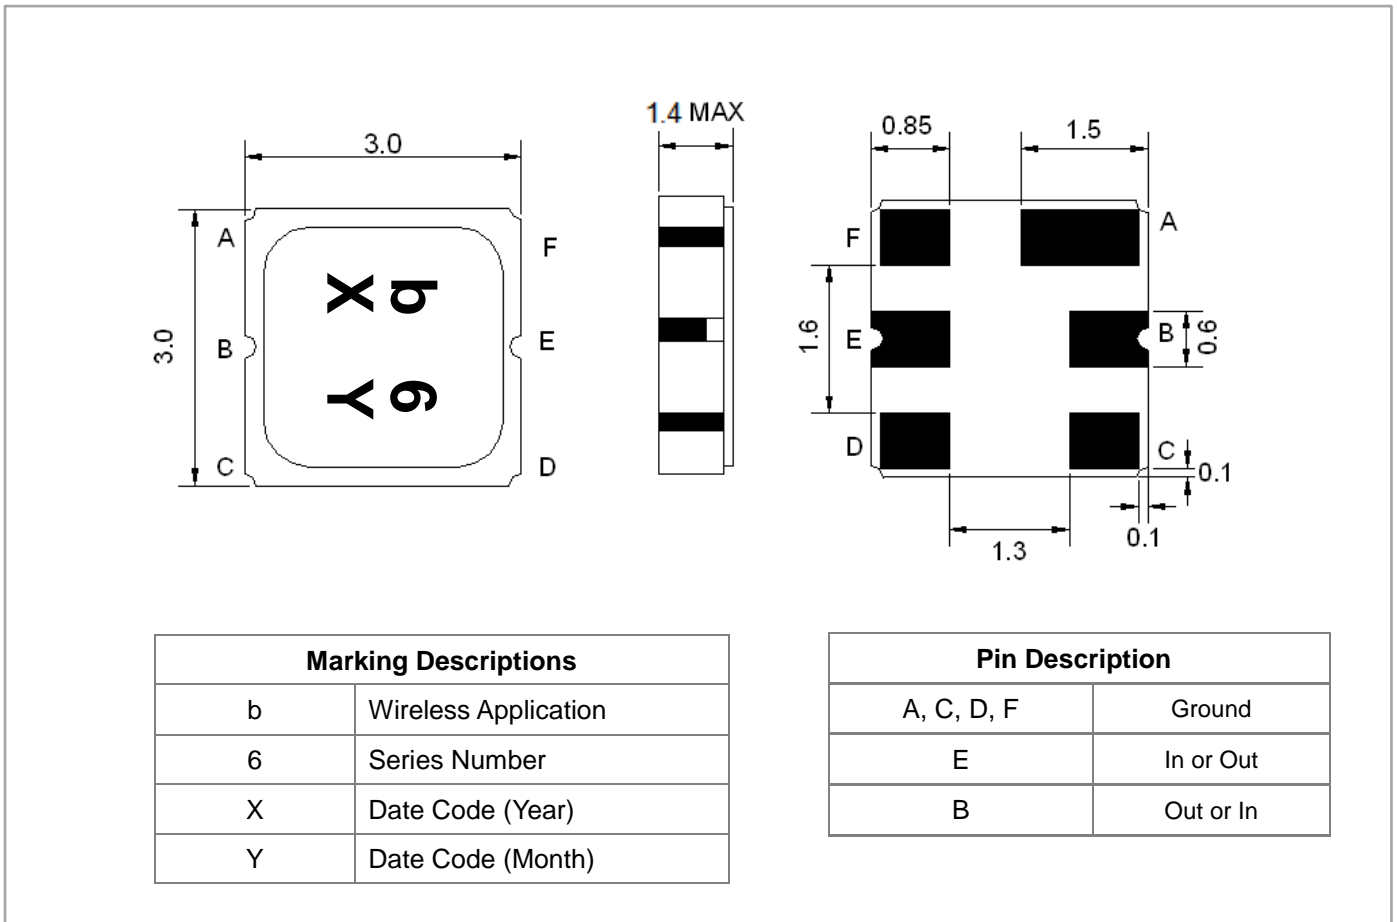 1.4 MAX
3.0
0.85
1.5
A
F
3.0
B
E
C
D
b
X
6
Y
F
A
1.6
E
B
0.6
D
C
0.1
0.1
1.3
Marking Descriptions
b Wireless Application
6 Series Number
X Date Code (Year)
Y Date Code (Month)
Pin Description
A, C, D, F Ground
E In or Out
B Out or In